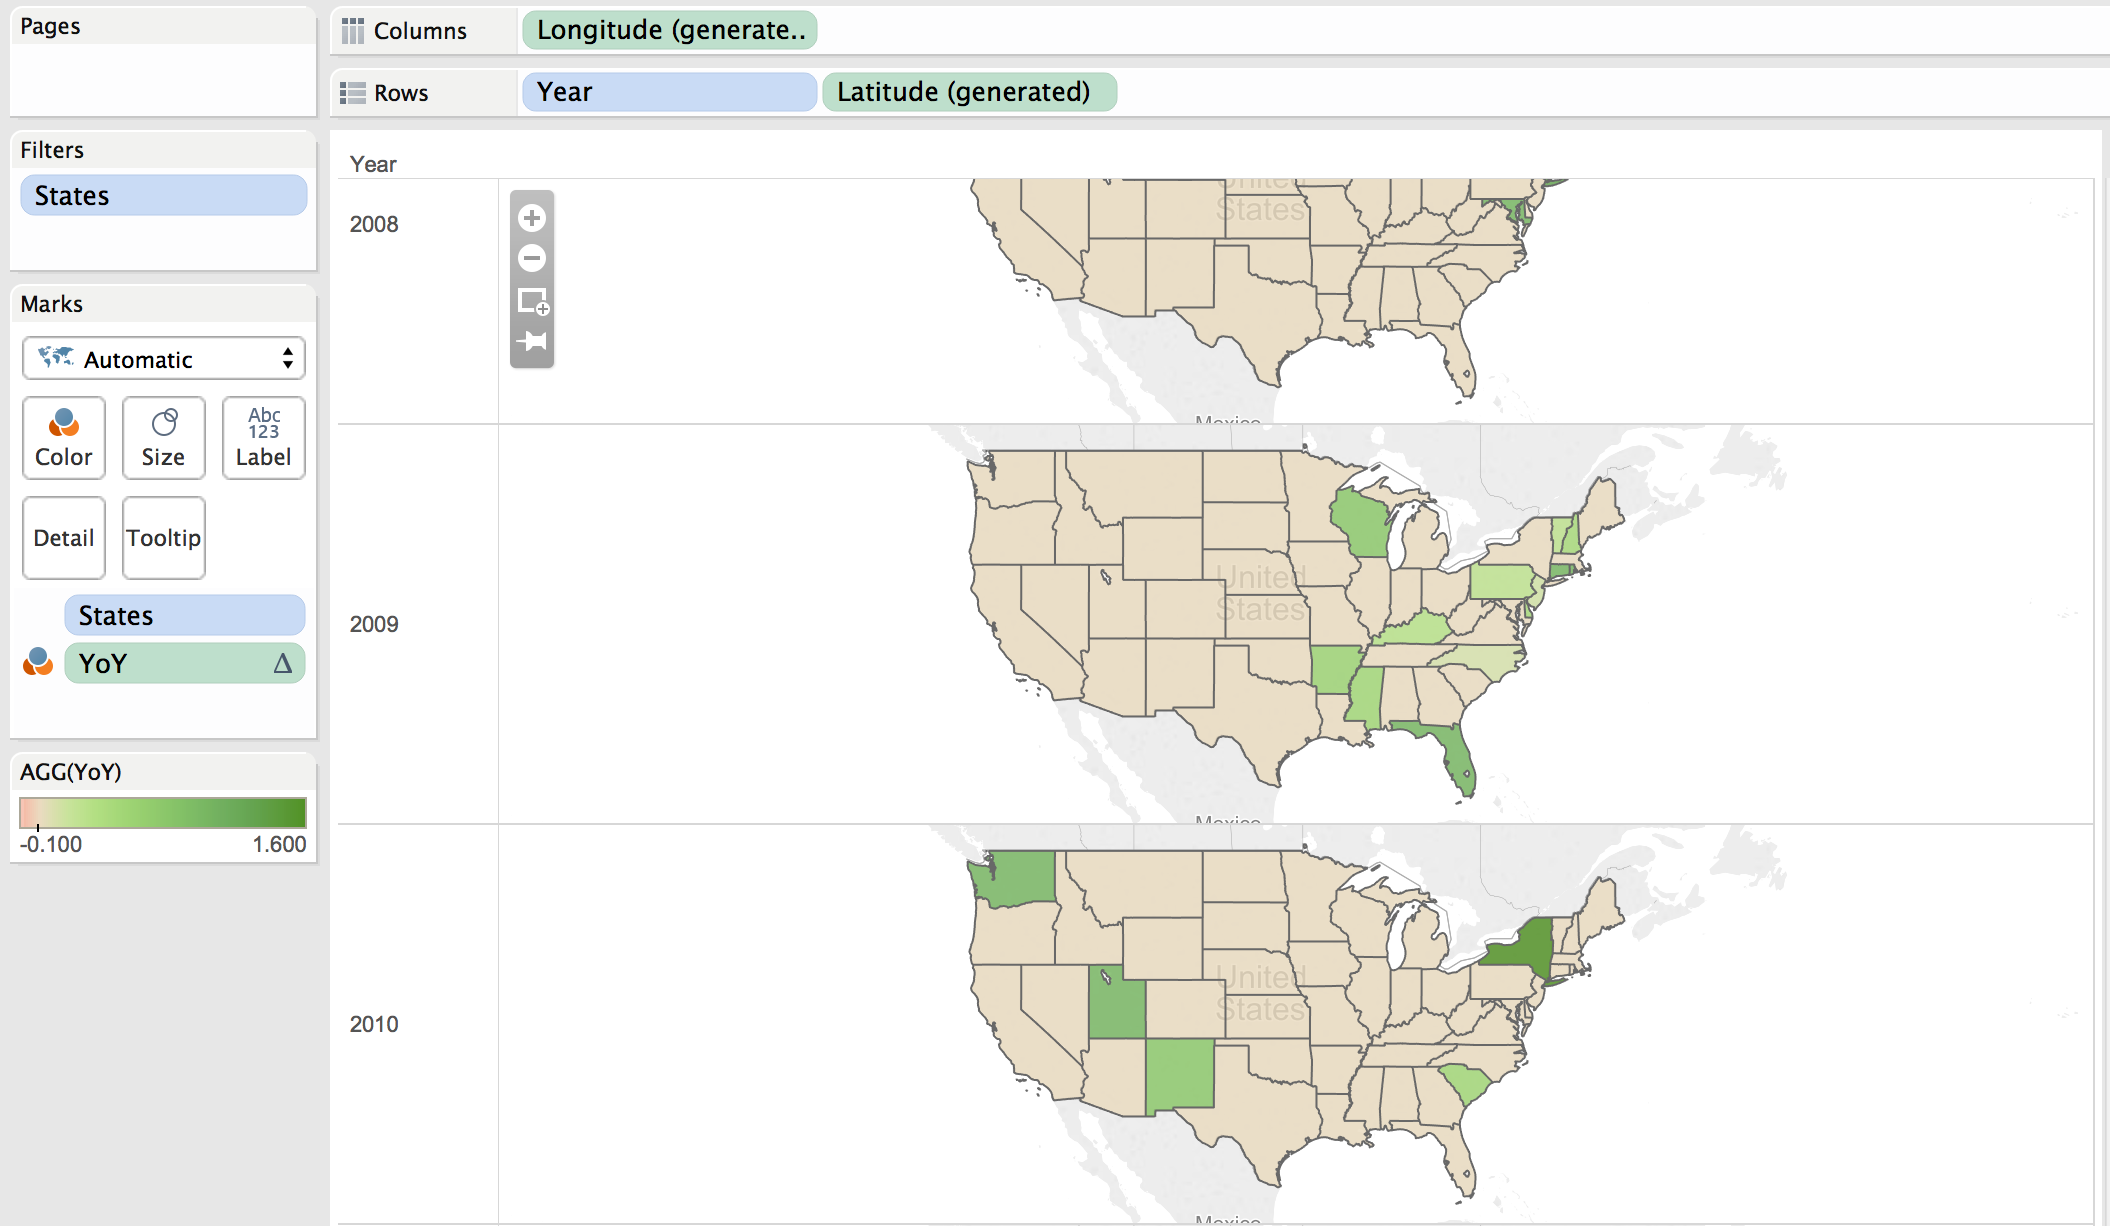 Pages
Columns
Longitude (generate..
Rows
Year
Latitude (generated)
Filters
States
Marks
Automatic
Color
Size
Abc
123
Label
Detail
Tooltip
States
YoY Δ
AGG(YoY)
-0.100
1.600
Year
2008
United
States
Mexico
2009
United
States
Mexico
2010
United
States
Mexico